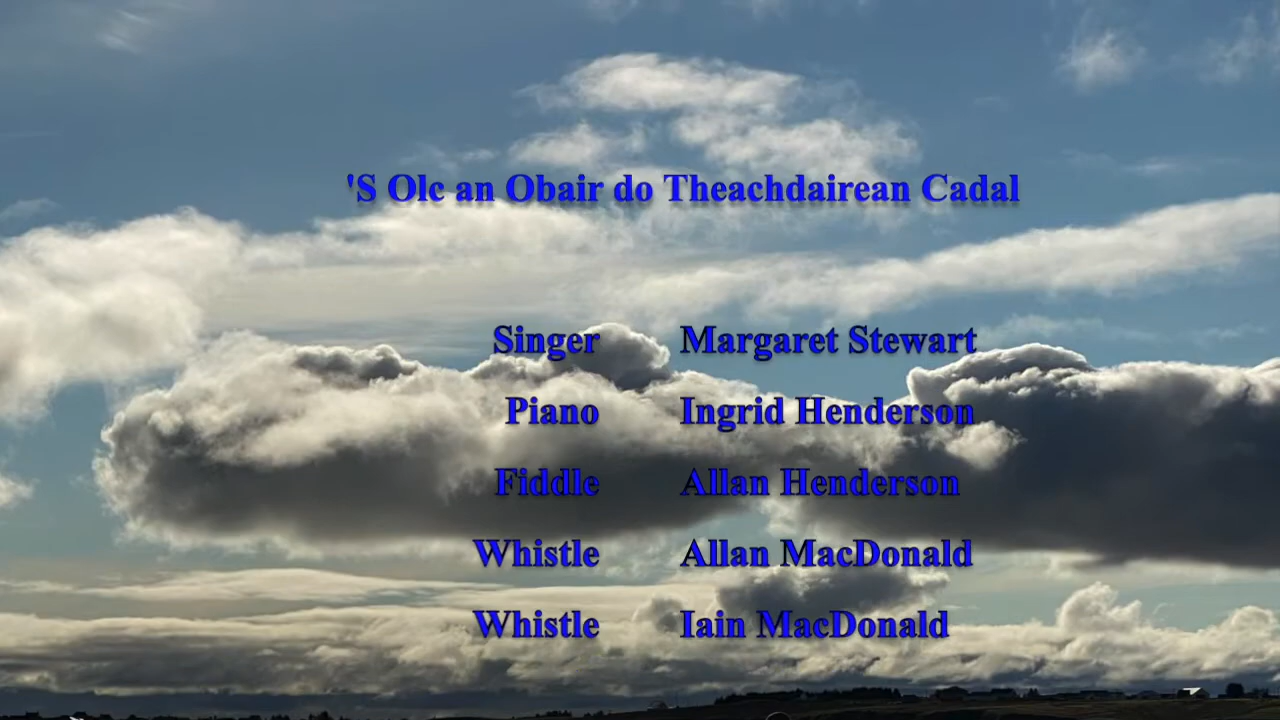 'S Olc an Obair do Theachdairean Cadal
Singer Margaret Stewart
Piano Ingrid Henderson
Fiddle Allan Henderson
Whistle Allan MacDonald
Whistle Iain MacDonald